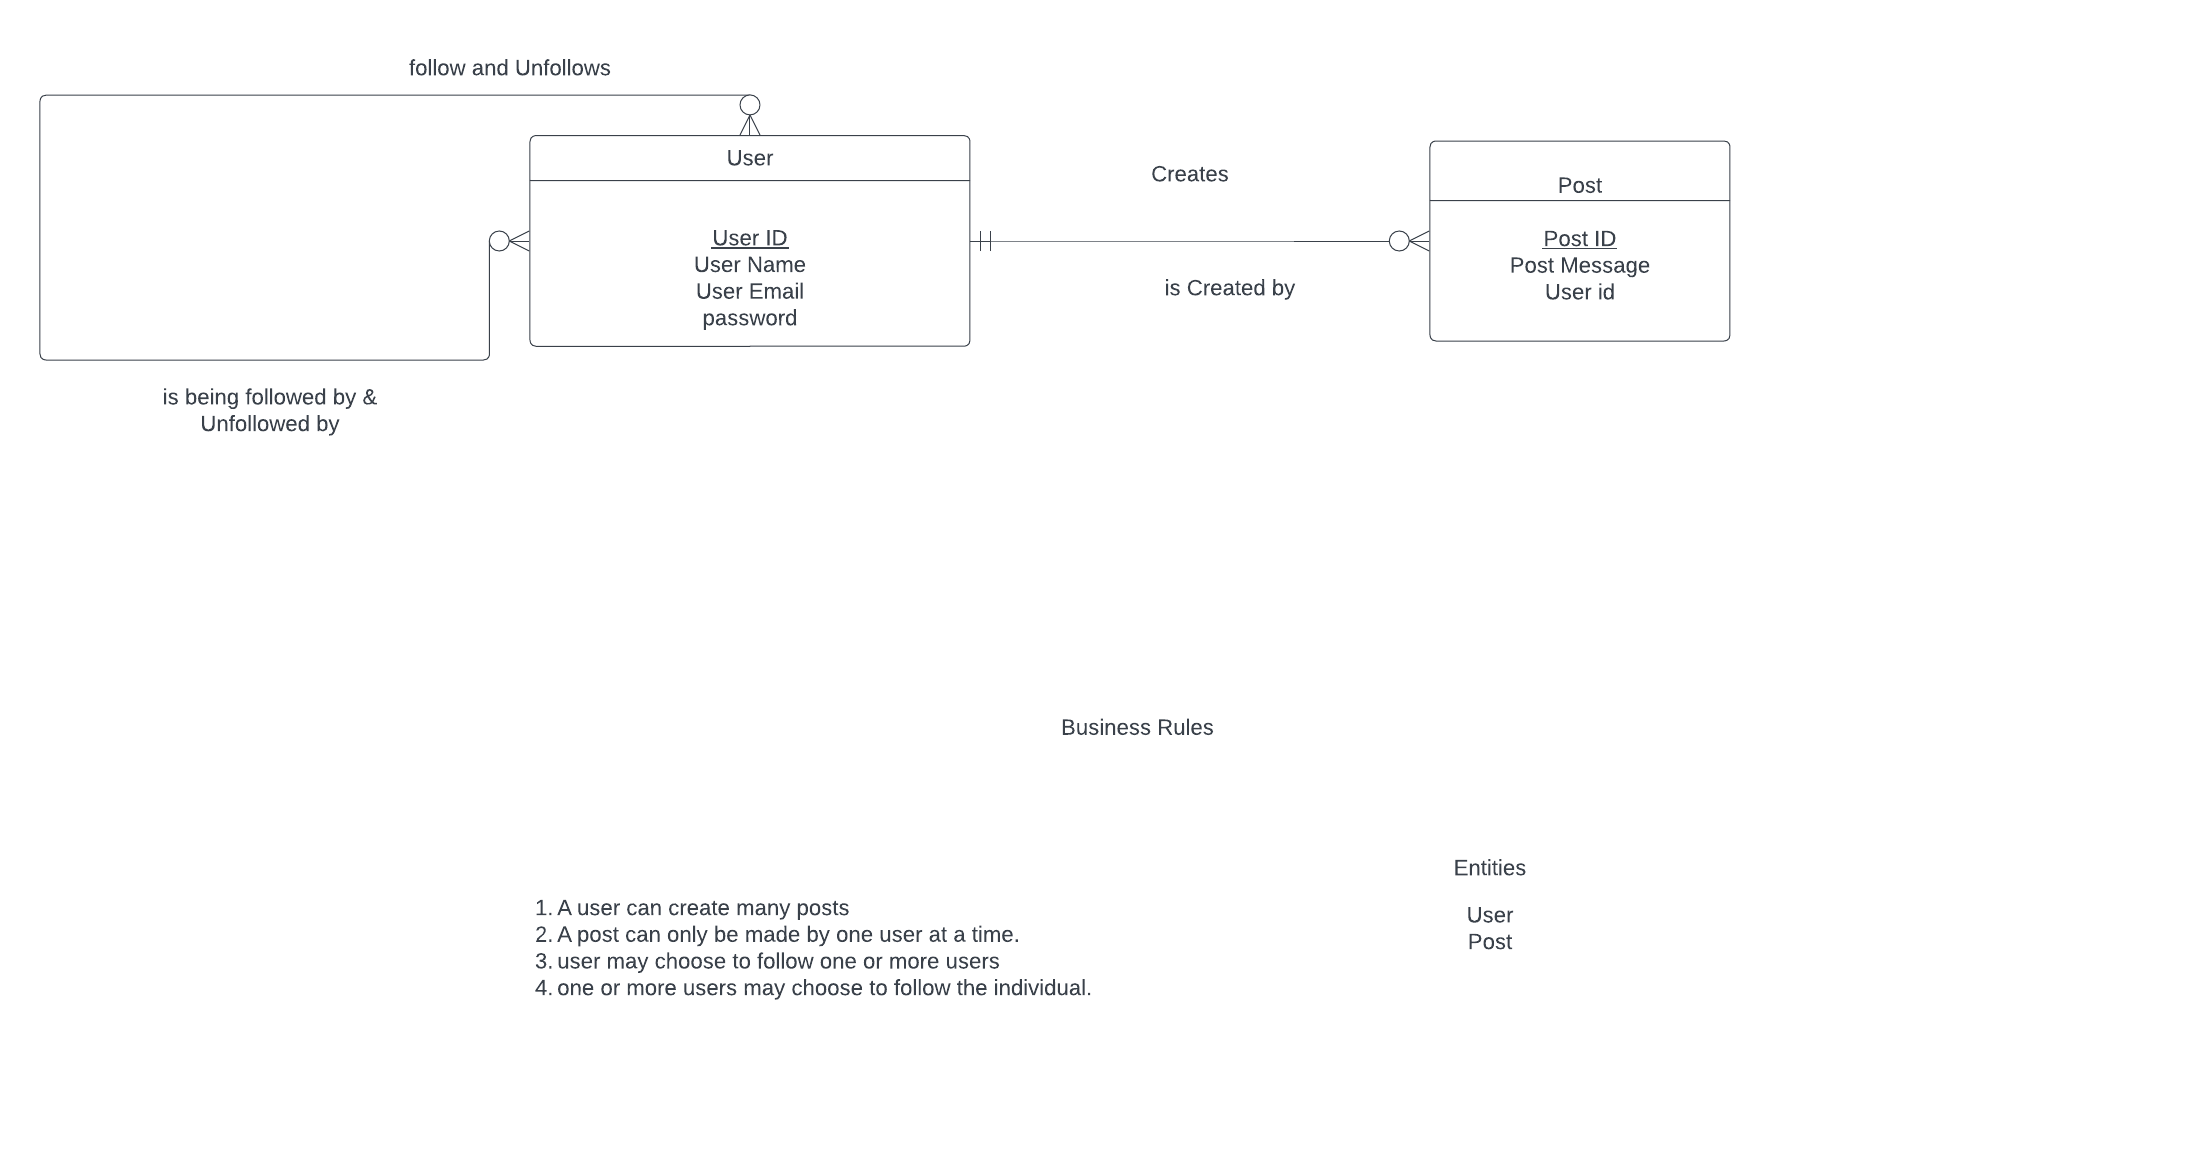 follow and Unfollows
User
User ID
User Name
User Email
password
Creates
is Created by
Post
Post ID
Post Message
User id
is being followed by &
Unfollowed by
Business Rules
1. A user can create many posts
2. A post can only be made by one user at a time.
3. user may choose to follow one or more users
4. one or more users may choose to follow the individual.
Entities
User
Post